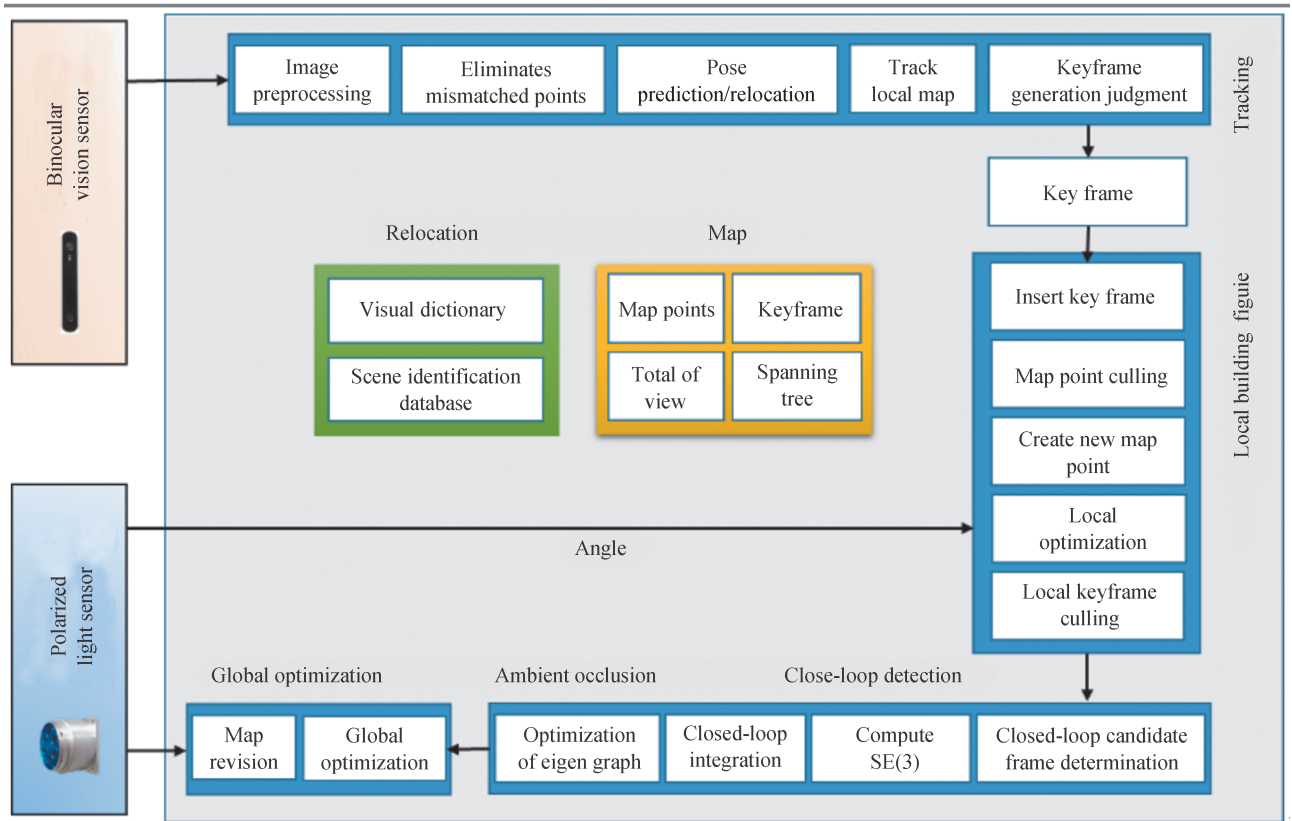 Binocular
vision sensor
Image
preprocessing
Eliminates
mismatched points
Pose
prediction/relocation
Track
local map
Keyframe
generation judgment
Tracking
Key frame
Relocation
Visual dictionary
Scene identification
database
Map
Map points
Keyframe
Total of
view
Spanning
tree
Insert key frame
Map point culling
Create new map
point
Local
optimization
Local keyframe
culling
Local building figuie
Polarized
light sensor
Angle
Global optimization
Map
revision
Global
optimization
Ambient occlusion
Close-loop detection
Optimization
of eigen graph
Closed-loop
integration
Compute
SE(3)
Closed-loop candidate
frame determination